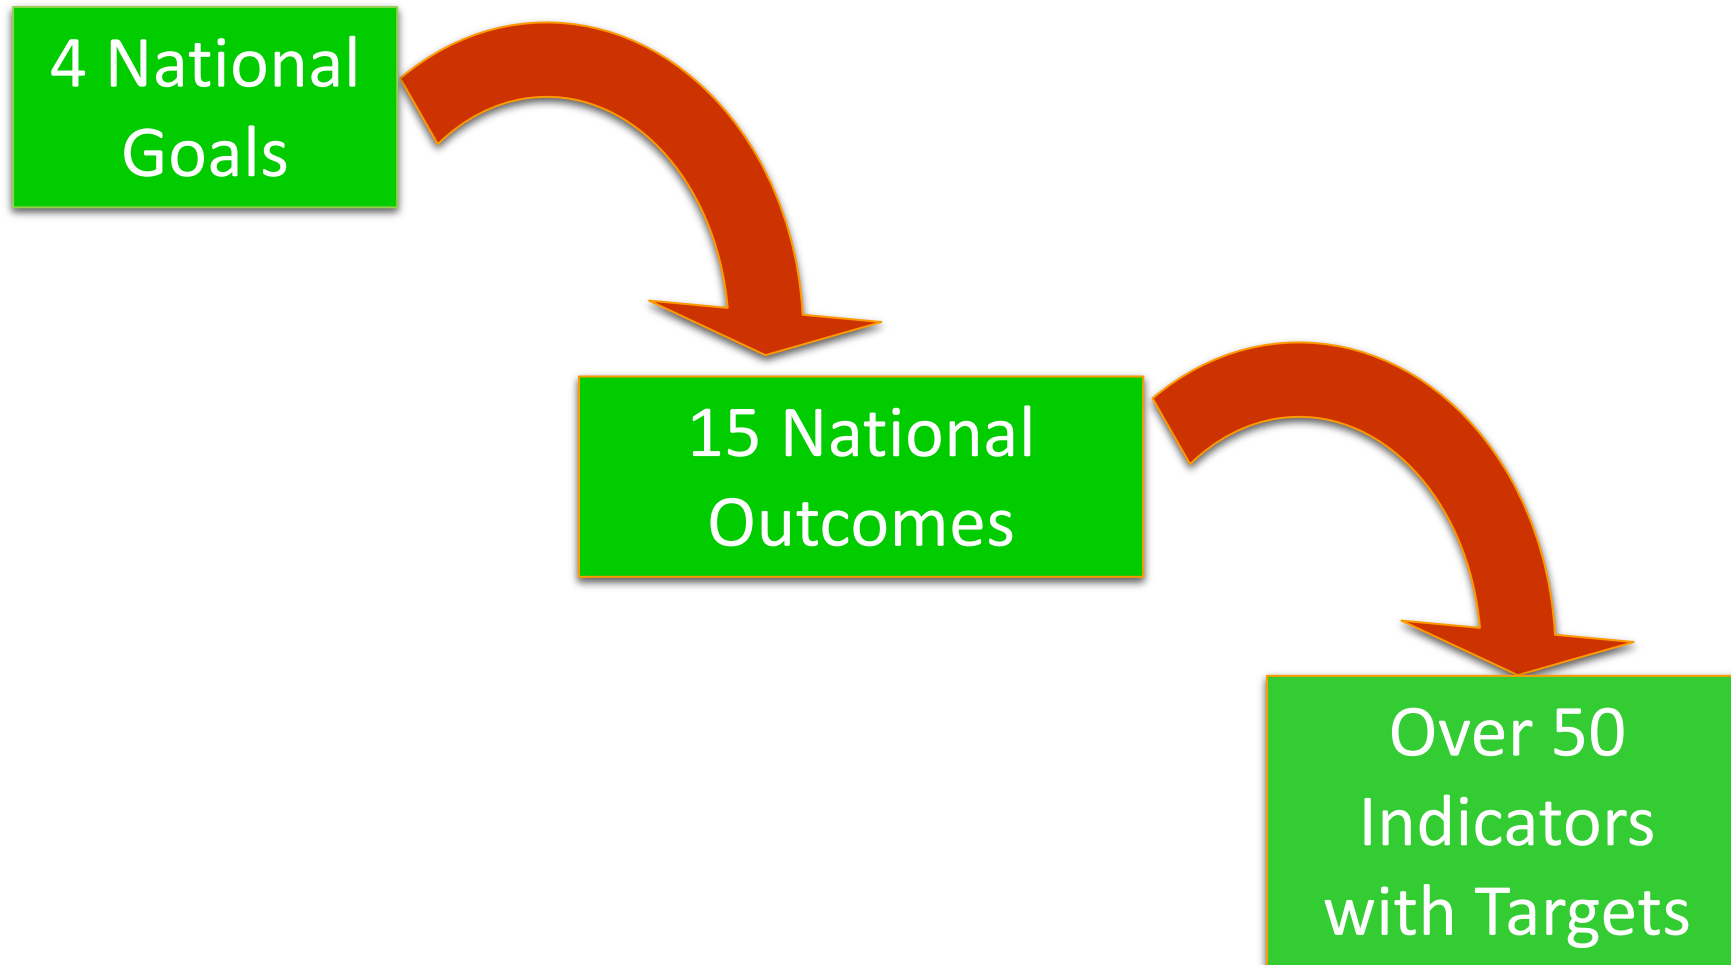 4 National
Goals
15 National
Outcomes
Over 50
Indicators
with Targets